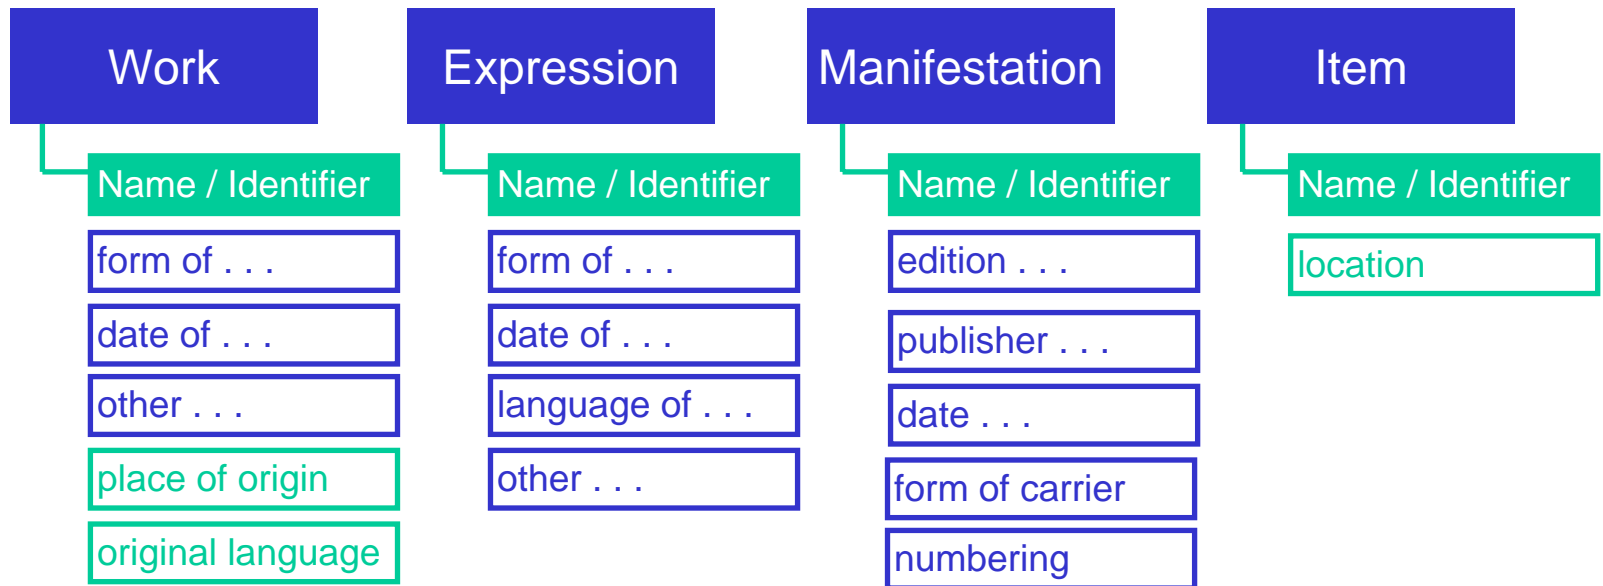 Work
Name / Identifier
form of . . .
date of . . .
other . . .
place of origin
original language
Expression
Name / Identifier
form of . . .
date of . . .
language of . . .
other . . .
Manifestation
Name / Identifier
edition . . .
publisher . . .
date . . .
form of carrier
numbering
Item
Name / Identifier
location